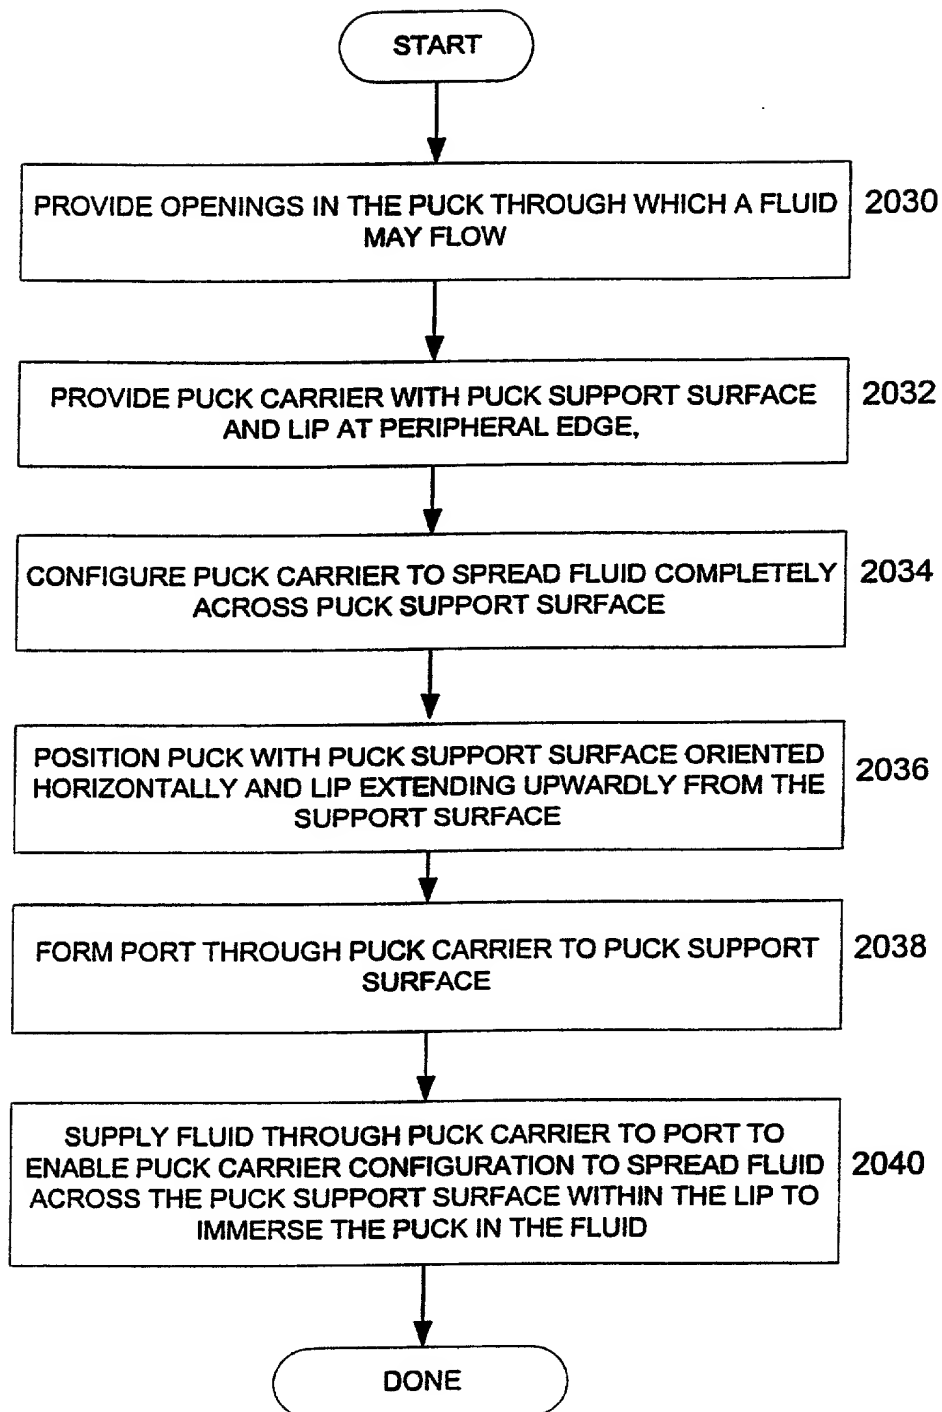 START
PROVIDE OPENINGS IN THE PUCK THROUGH WHICH A FLUID
MAY FLOW
2030
PROVIDE PUCK CARRIER WITH PUCK SUPPORT SURFACE
AND LIP AT PERIPHERAL EDGE,
2032
CONFIGURE PUCK CARRIER TO SPREAD FLUID COMPLETELY
ACROSS PUCK SUPPORT SURFACE
2034
POSITION PUCK WITH PUCK SUPPORT SURFACE ORIENTED
HORIZONTALLY AND LIP EXTENDING UPWARDLY FROM THE
SUPPORT SURFACE
2036
FORM PORT THROUGH PUCK CARRIER TO PUCK SUPPORT
SURFACE
2038
SUPPLY FLUID THROUGH PUCK CARRIER TO PORT TO
ENABLE PUCK CARRIER CONFIGURATION TO SPREAD FLUID
ACROSS THE PUCK SUPPORT SURFACE WITHIN THE LIP TO
IMMERSE THE PUCK IN THE FLUID
2040
DONE